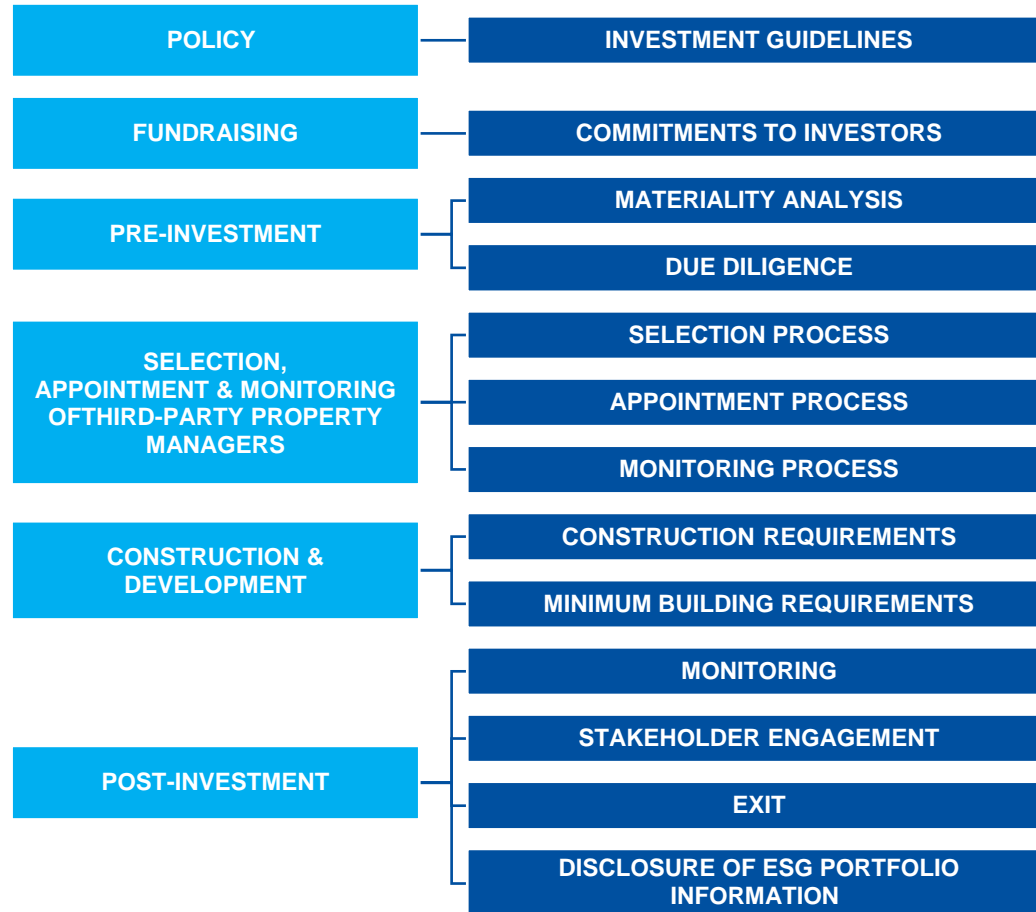 POLICY
INVESTMENT GUIDELINES
FUNDRAISING
COMMITMENTS TO INVESTORS
PRE-INVESTMENT
MATERIALITY ANALYSIS
DUE DILIGENCE
SELECTION,
APPOINTMENT & MONITORING
OFTHIRD-PARTY PROPERTY
MANAGERS
SELECTION PROCESS
APPOINTMENT PROCESS
MONITORING PROCESS
CONSTRUCTION &
DEVELOPMENT
CONSTRUCTION REQUIREMENTS
MINIMUM BUILDING REQUIREMENTS
POST-INVESTMENT
MONITORING
STAKEHOLDER ENGAGEMENT
EXIT
DISCLOSURE OF ESG PORTFOLIO
INFORMATION